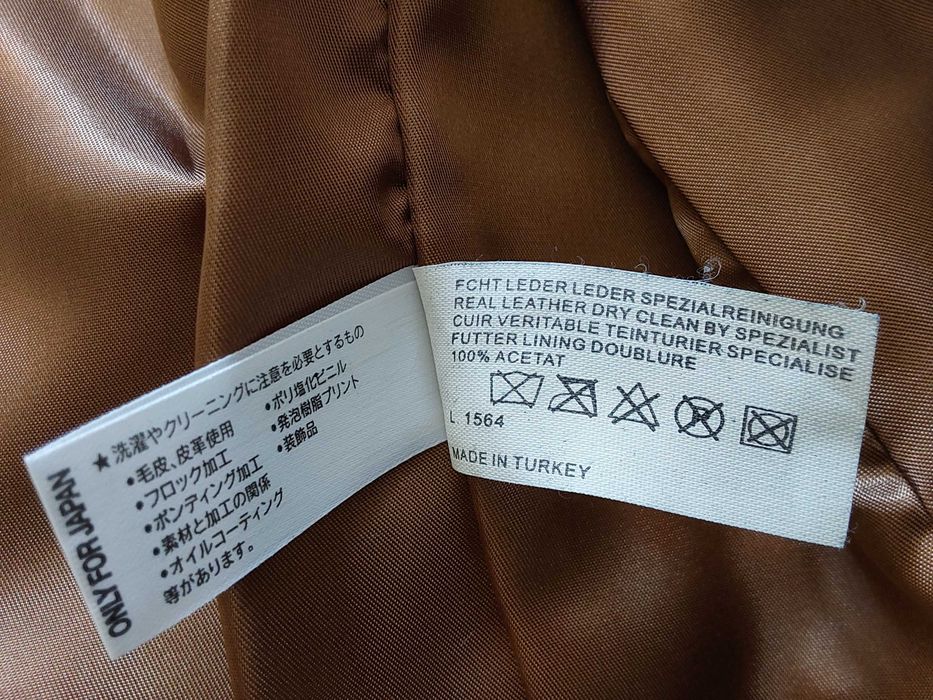 ONLY FOR JAPAN
★洗濯やクリーニングに注意を必要とするもの
•毛皮、皮革使用
•フロック加工
•ボンディング加工
•素材と加工の関係
•オイルコーティング
等があります。
•ポリ塩化ビニル
•発泡樹脂プリント
•装飾品
FCHT LEDER LEDER SPEZIALREINIGUNG
REAL LEATHER DRY CLEAN BY SPECIALIST
CUIR VERITABLE TEINTURIER SPECIALISE
FUTTER LINING DOUBLURE
100% ACETAT
L 1564
MADE IN TURKEY